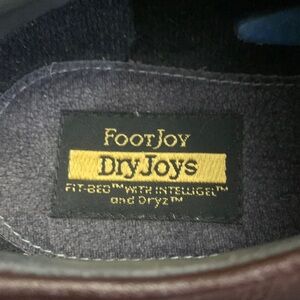 FOOTJOY
DryJoys
FIT-BED™ WITH INTELLIGEL™
and Dryz™